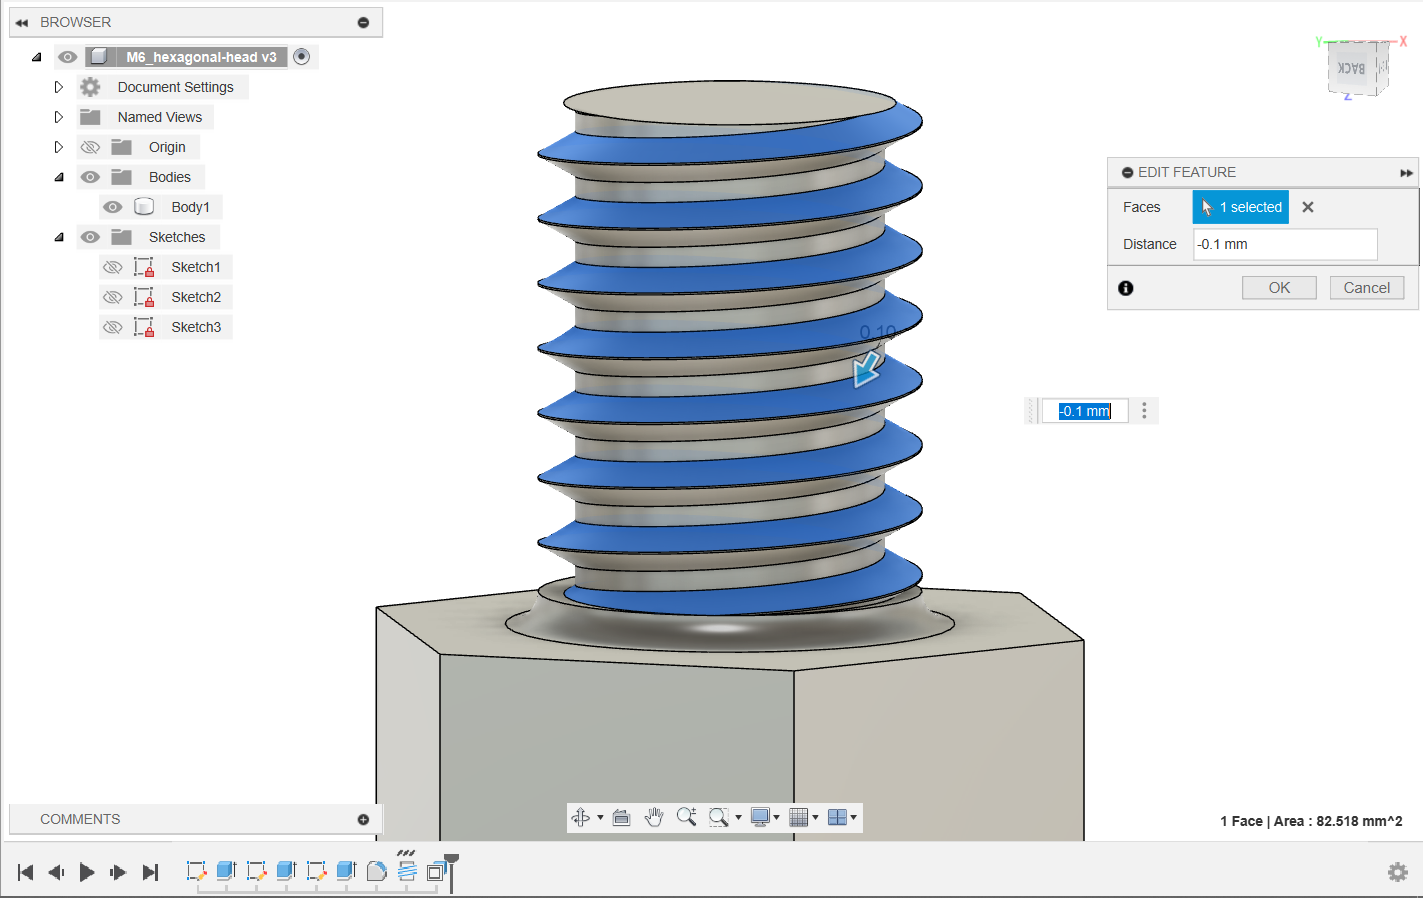 BROWSER
M6_hexagonal-head v3
Document Settings
Named Views
Origin
Bodies
Body1
Sketches
Sketch1
Sketch2
Sketch3
Y
X
BACK
Z
EDIT FEATURE
Faces
1 selected
Distance
-0.1 mm
OK
Cancel
0.10
-0.1 mm
COMMENTS
1 Face | Area : 82.518 mm^2